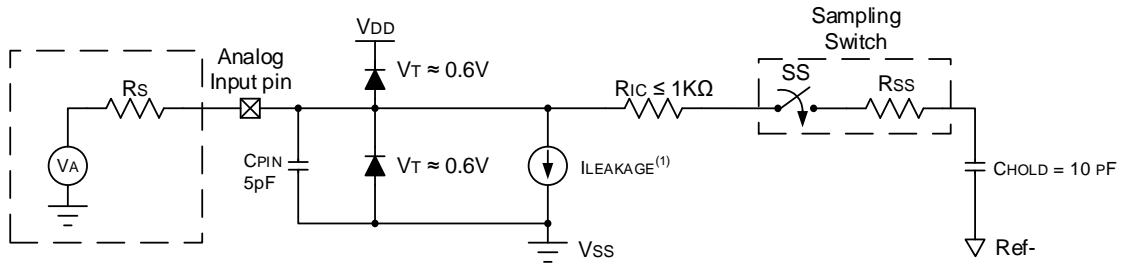 Sampling
Switch
VDD
Analog
Input pin
VT ≈ 0.6V
SS
RSS
RS
RIC ≤ 1KΩ
VA
CPIN
5pF
VT ≈ 0.6V
ILEAKAGE(1)
CHOLD = 10 PF
VSS
Ref-